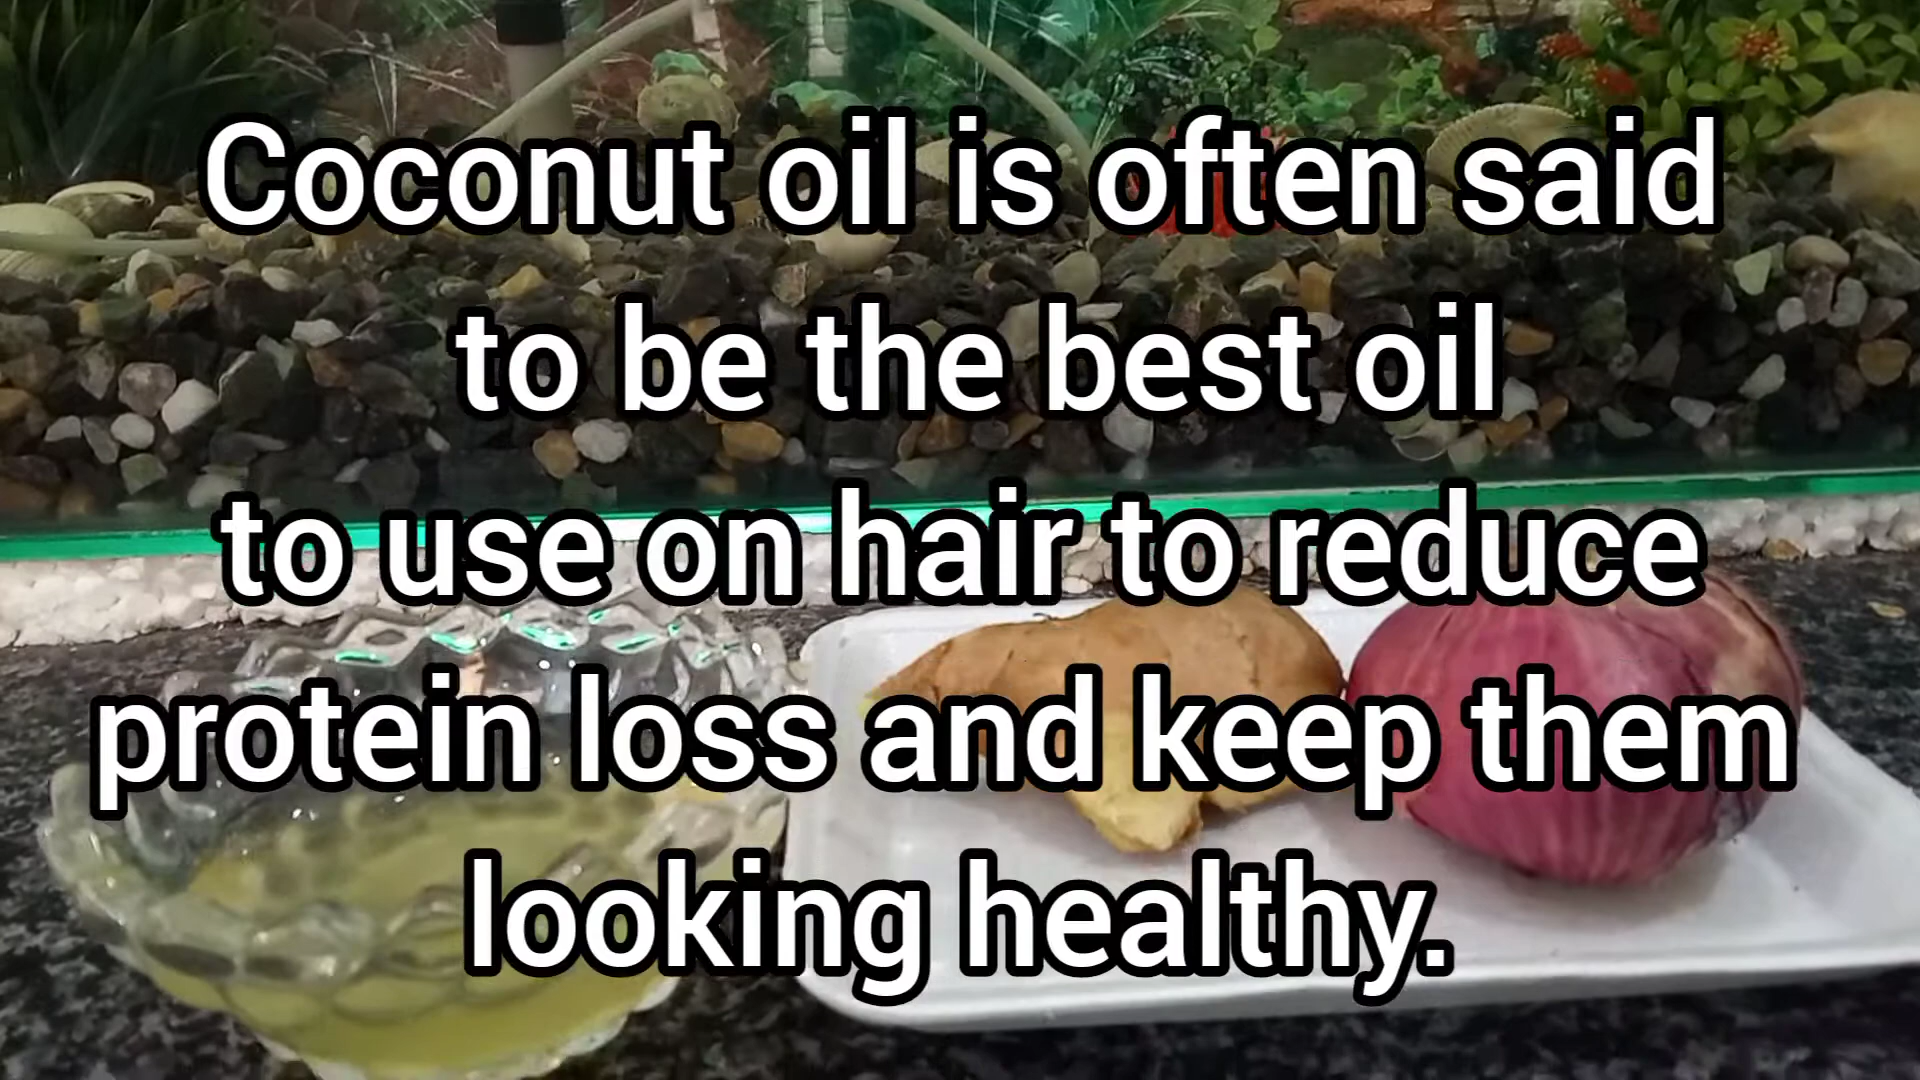 Coconut oil is often said
to be the best oil
to use on hair to reduce
protein loss and keep them
looking healthy.